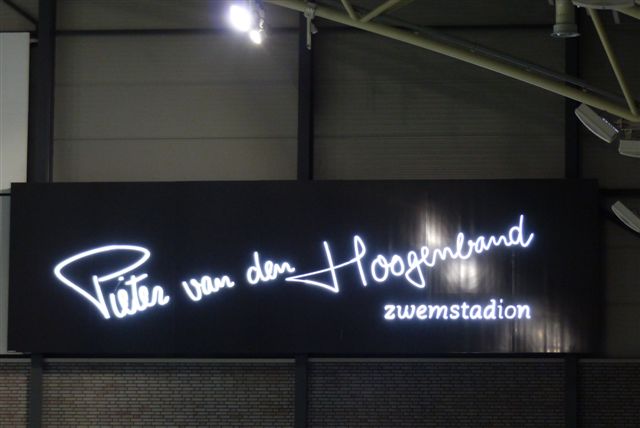 Pieter van den Hoogenband
zwemstadion